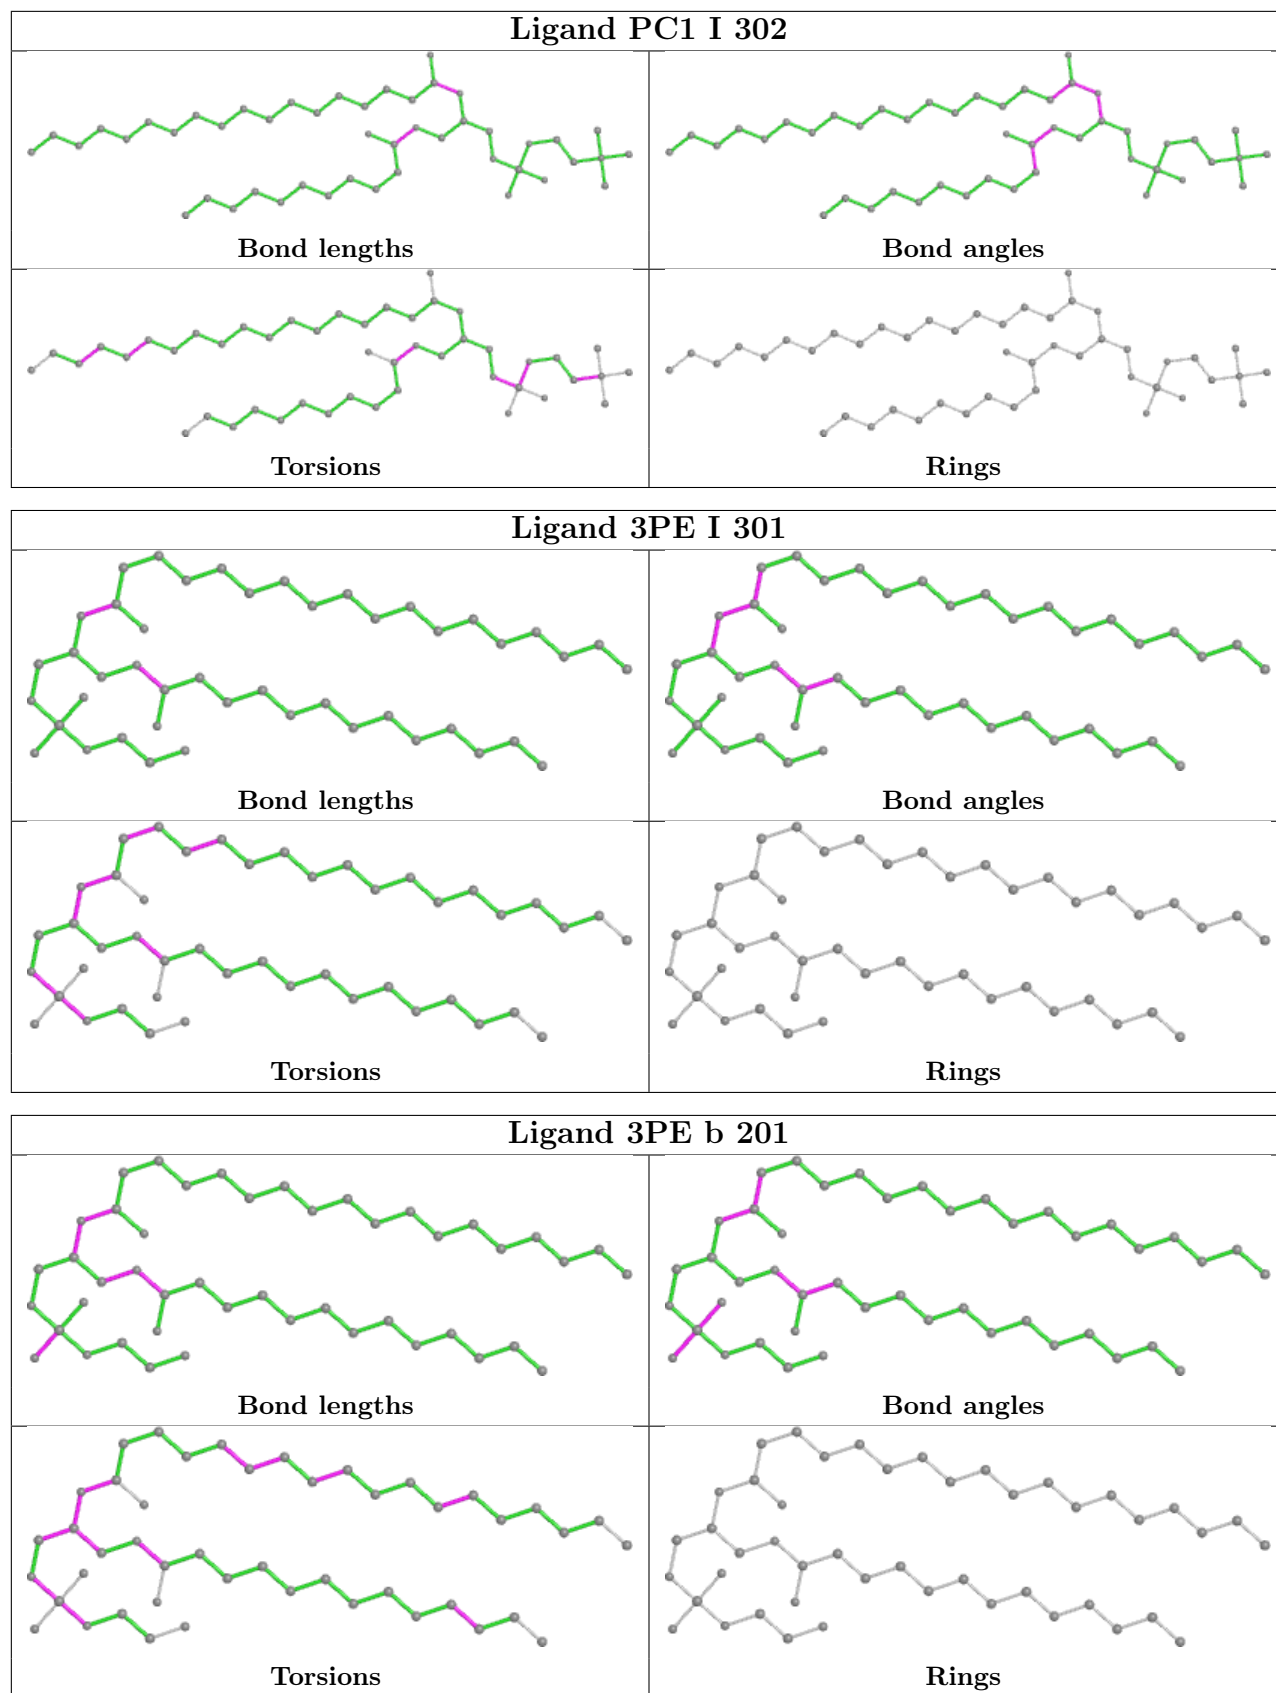 Ligand PC1 I 302
Bond lengths
Bond angles
Torsions
Rings
Ligand 3PE I 301
Bond lengths
Bond angles
Torsions
Rings
Ligand 3PE b 201
Bond lengths
Bond angles
Torsions
Rings